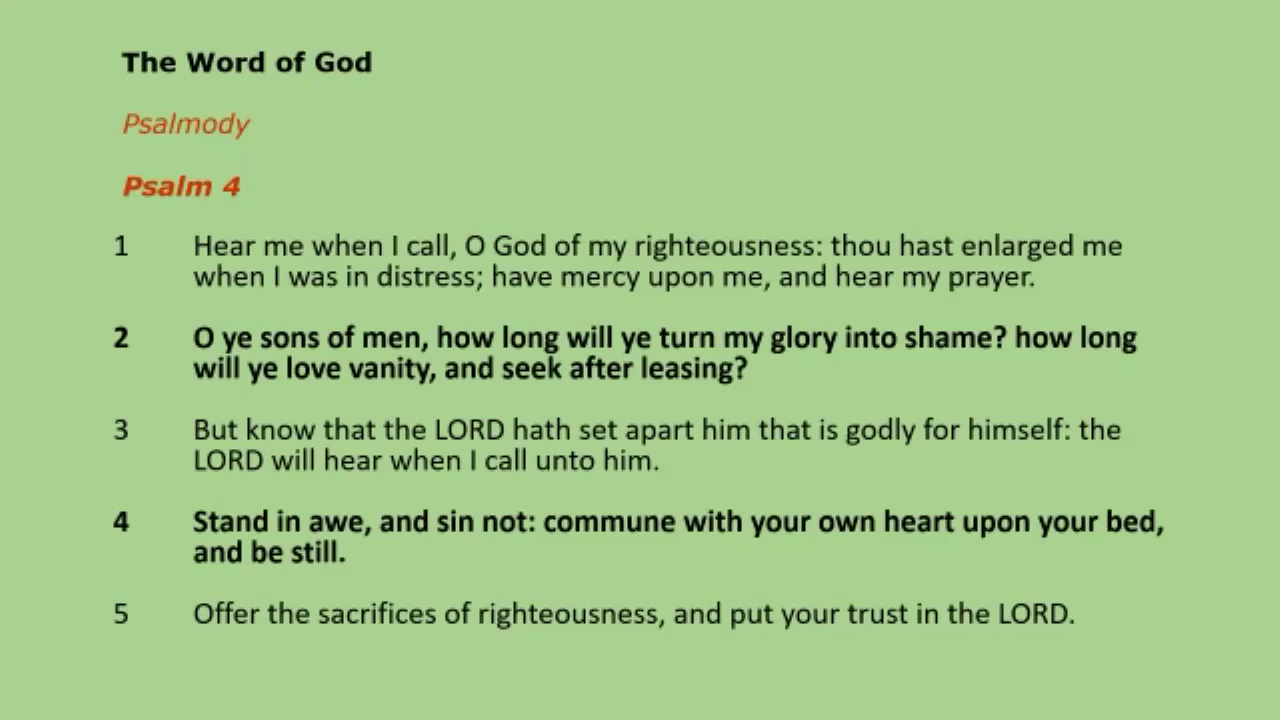 The Word of God
Psalmody
Psalm 4
1 Hear me when I call, O God of my righteousness: thou hast enlarged me
when I was in distress; have mercy upon me, and hear my prayer.
2 O ye sons of men, how long will ye turn my glory into shame? how long
will ye love vanity, and seek after leasing?
3 But know that the LORD hath set apart him that is godly for himself: the
LORD will hear when I call unto him.
4 Stand in awe, and sin not: commune with your own heart upon your bed,
and be still.
5 Offer the sacrifices of righteousness, and put your trust in the LORD.